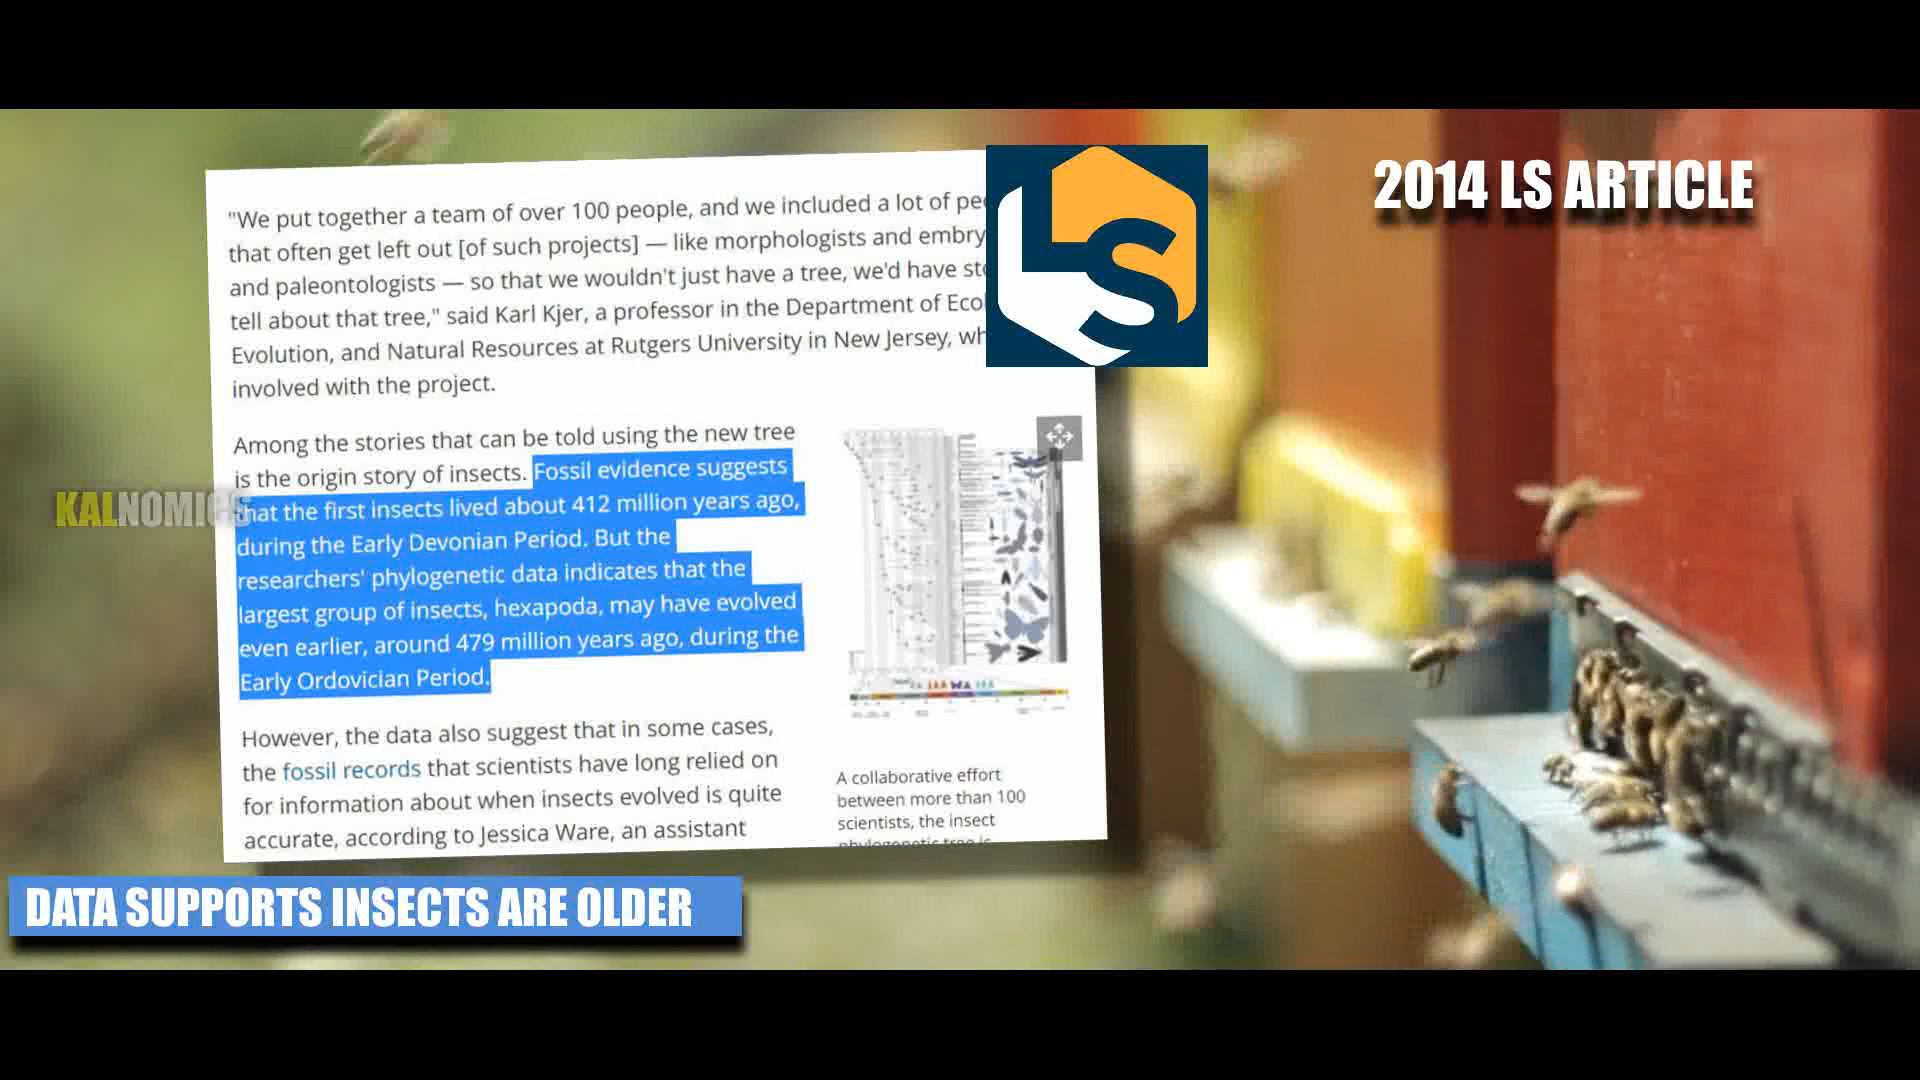 2014 LS ARTICLE
LS
"We put together a team of over 100 people, and we included a lot of
that often get left out [of such projects] — like morphologists and
and paleontologists — so that we wouldn't just have a tree, we'd have
tell about that tree," said Karl Kjer, a professor in the Department of
Evolution, and Natural Resources at Rutgers University in New Jersey,
involved with the project.
Among the stories that can be told using the new tree
is the origin story of insects. Fossil evidence suggests
that the first insects lived about 412 million years ago,
during the Early Devonian Period. But the
researchers' phylogenetic data indicates that the
largest group of insects, hexapoda, may have evolved
even earlier, around 479 million years ago, during the
Early Ordovician Period.
However, the data also suggest that in some cases,
the fossil records that scientists have long relied on
for information about when insects evolved is quite
accurate, according to Jessica Ware, an assistant
A collaborative effort
between more than 100
scientists, the insect
phylogenetic tree is
KALNOMICS
DATA SUPPORTS INSECTS ARE OLDER